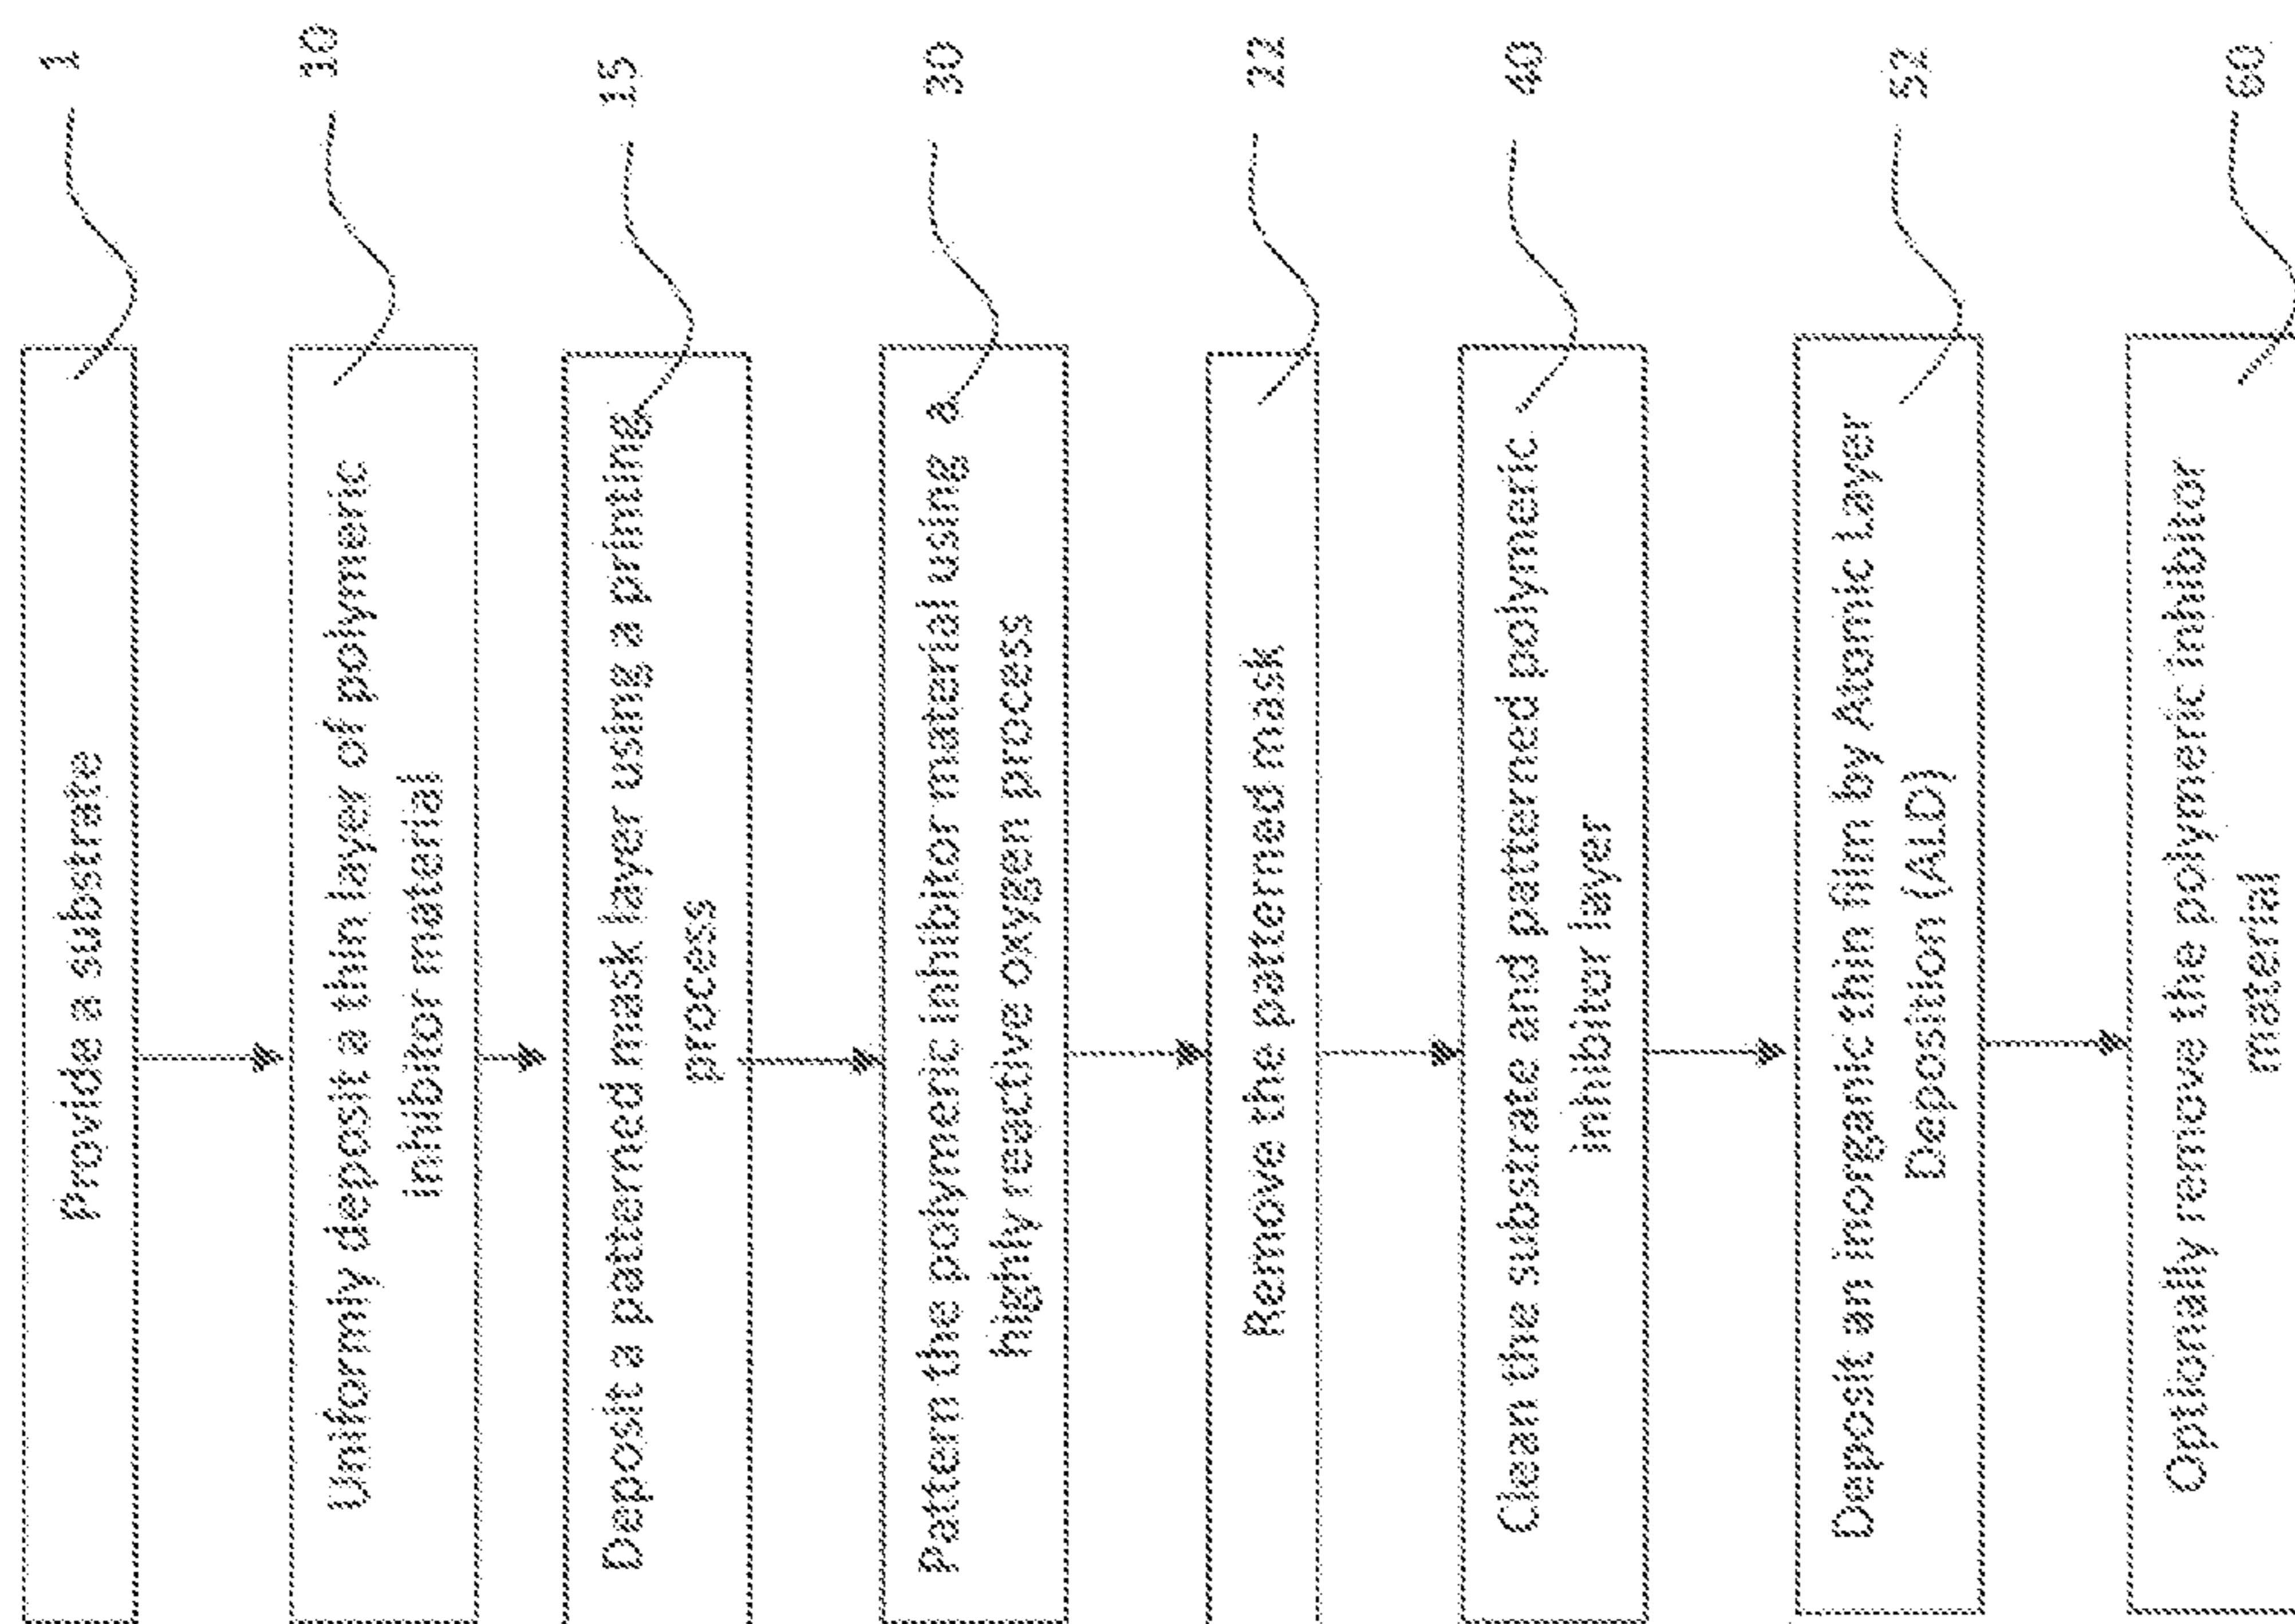 1
Provide a substrate
10
Uniformly deposit a thin layer of polymeric
inhibitor material
15
Deposit a patterned mask layer using a printing
process
30
Pattern the polymeric inhibitor material using a
highly reactive oxygen process
22
Remove the patterned mask
40
Clean the substrate and patterned polymeric
inhibitor layer
52
Deposit an inorganic thin film by Atomic Layer
Deposition (ALD)
60
Optionally remove the polymeric inhibitor
material